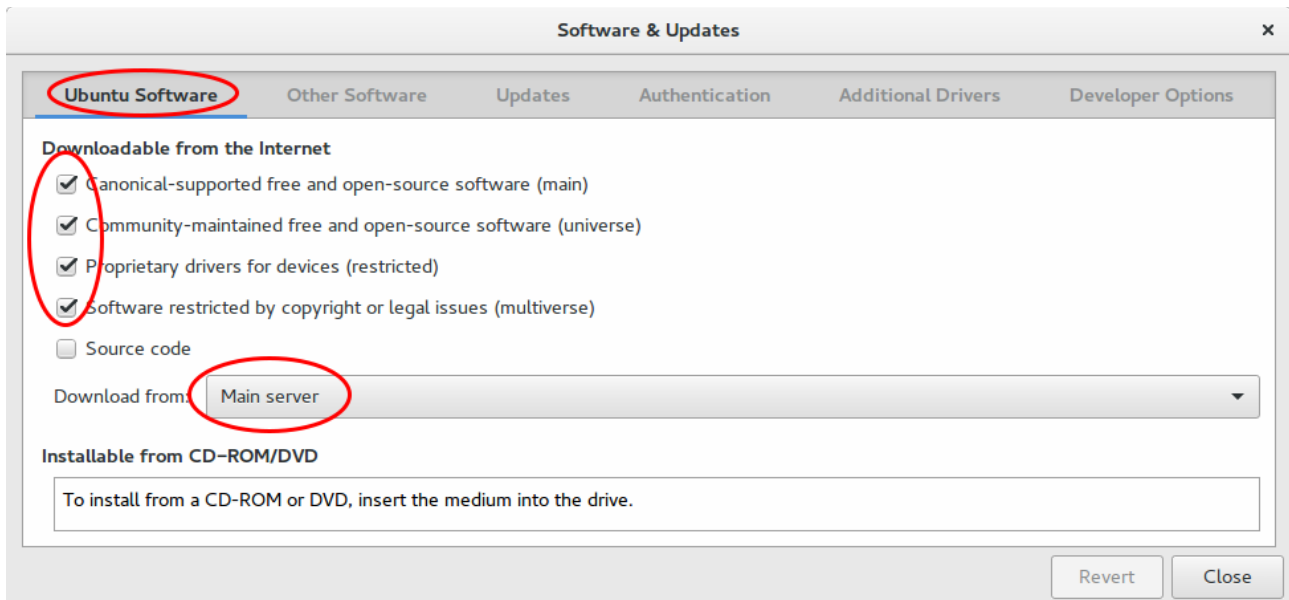 Software & Updates
Ubuntu Software Other Software Updates Authentication Additional Drivers Developer Options
Downloadable from the Internet
Canonical-supported free and open-source software (main)
Community-maintained free and open-source software (universe)
Proprietary drivers for devices (restricted)
Software restricted by copyright or legal issues (multiverse)
Source code
Download from: Main server
Installable from CD-ROM/DVD
To install from a CD-ROM or DVD, insert the medium into the drive.
Revert Close